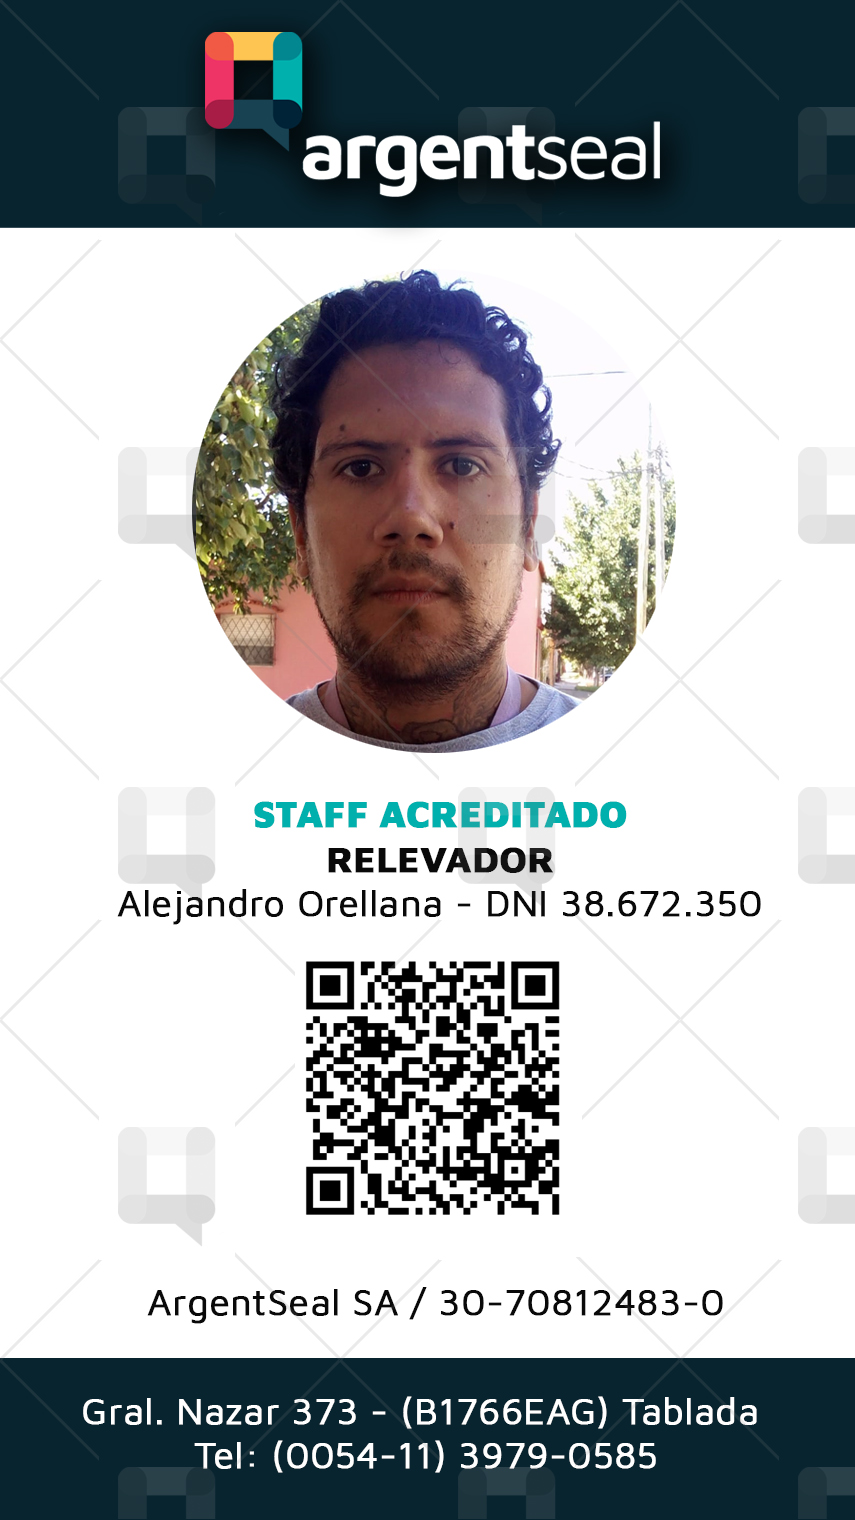 argentseal
STAFF ACREDITADO
RELEVADOR
Alejandro Orellana - DNI 38.672.350
ArgentSeal SA / 30-70812483-0
Gral. Nazar 373 - (B1766EAG) Tablada
Tel: (0054-11) 3979-0585